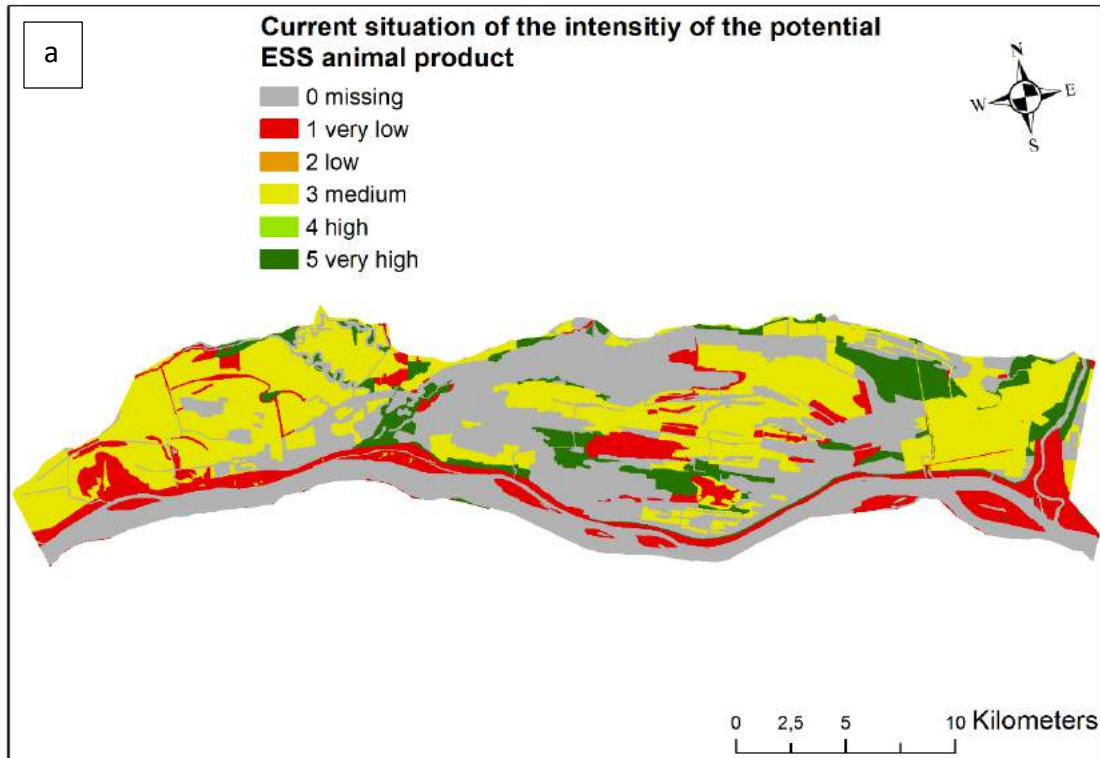 a
Current situation of the intensitiy of the potential
ESS animal product
0 missing
1 very low
2 low
3 medium
4 high
5 very high
N
W E
S
0 2,5 5 10 Kilometers